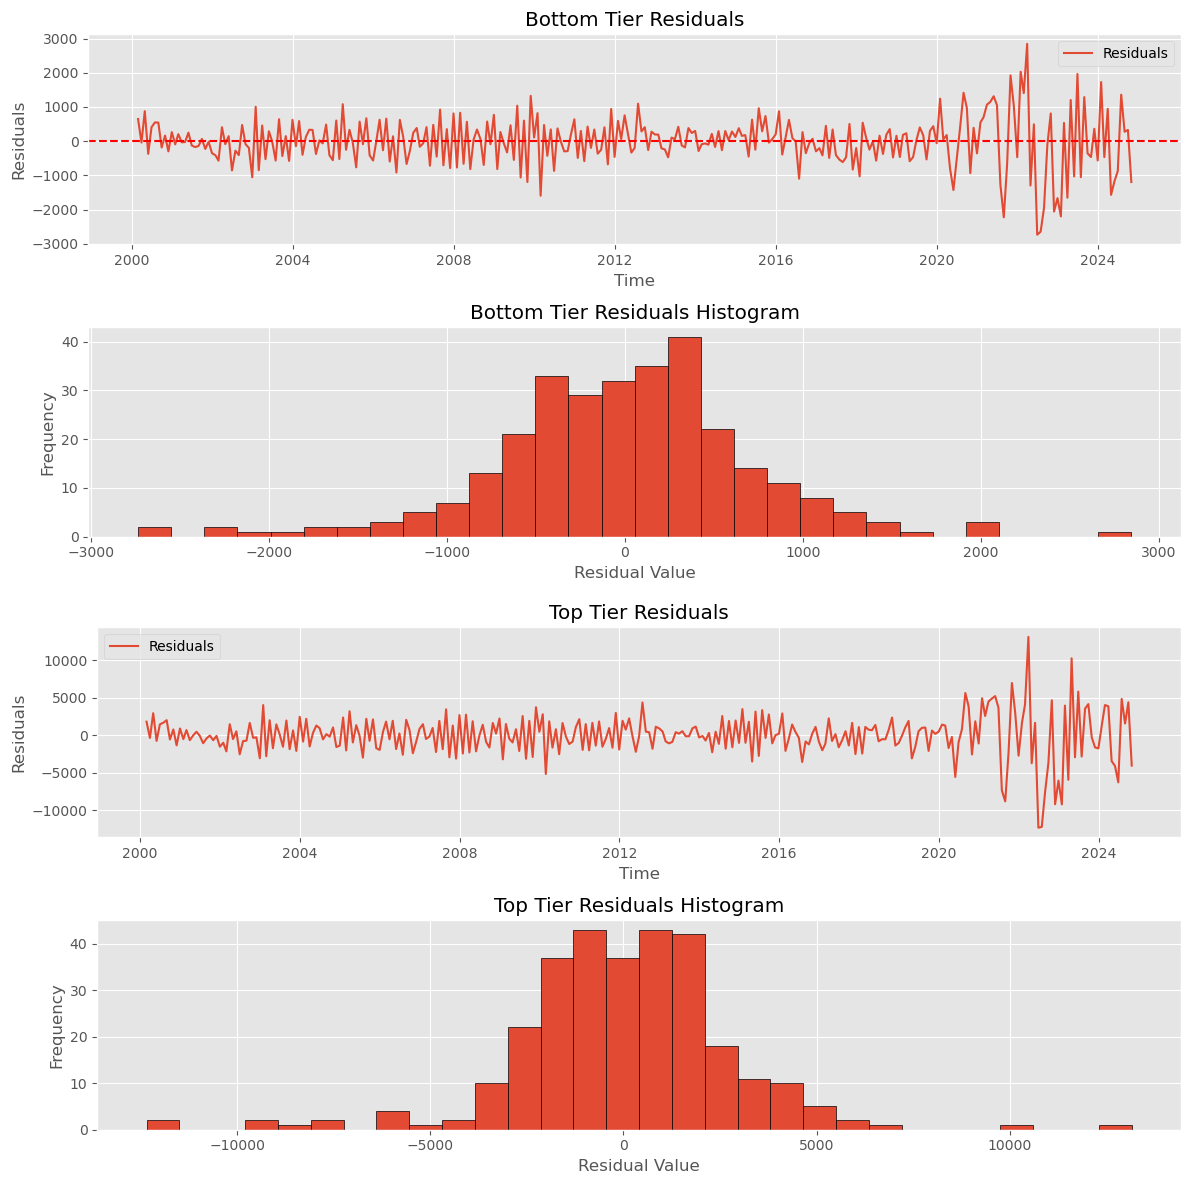 Bottom Tier Residuals
3000
2000
1000
0
−1000
−2000
−3000
Residuals
Residuals
2000 2004 2008 2012 2016 2020 2024
Time
Bottom Tier Residuals Histogram
40
30
20
10
0
Frequency
−3000 −2000 −1000 0 1000 2000 3000
Residual Value
Top Tier Residuals
10000
5000
0
−5000
−10000
Residuals
Residuals
2000 2004 2008 2012 2016 2020 2024
Time
Top Tier Residuals Histogram
40
30
20
10
0
Frequency
−10000 −5000 0 5000 10000
Residual Value